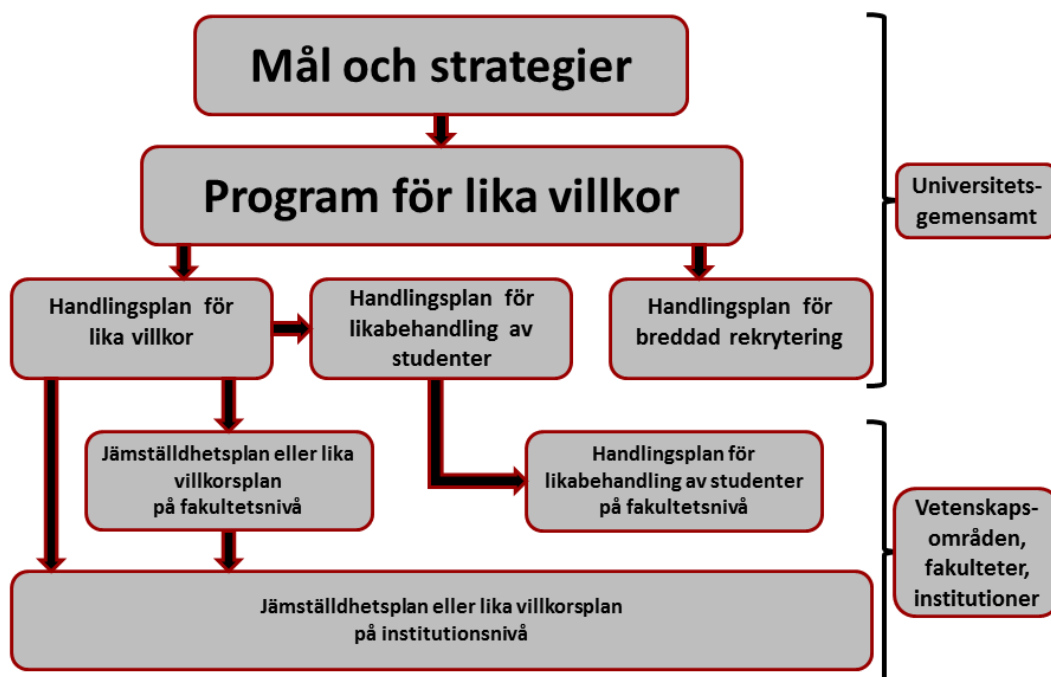 Mål och strategier
Program för lika villkor
Universitets-
gemensamt
Handlingsplan för
lika villkor
Handlingsplan för
likabehandling av
studenter
Handlingsplan för
breddad rekrytering
Jämställdhetsplan eller lika
villkorsplan
på fakultetsnivå
Handlingsplan för
likabehandling av studenter
på fakultetsnivå
Vetenskaps-
områden,
fakulteter,
institutioner
Jämställdhetsplan eller lika villkorsplan
på institutionsnivå